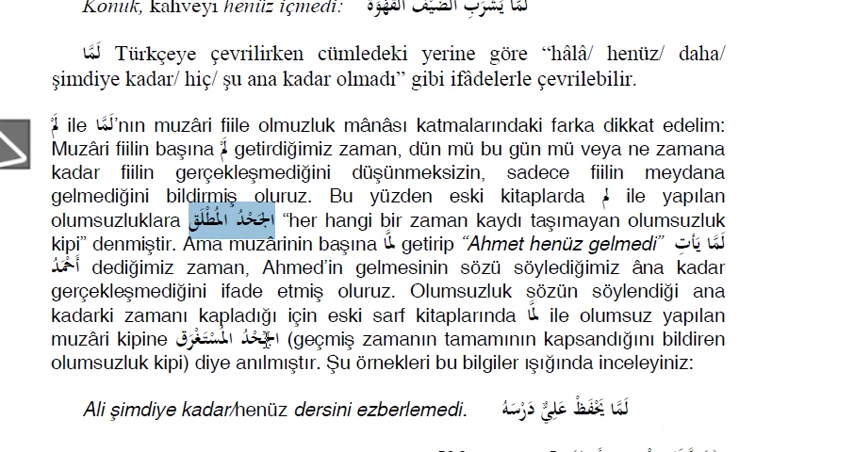 Konuk, kahveyi henüz içmedi: لَمَّا يَشْرَبِ الضَّيْفُ الْقَهْوَةَ
لَمَّا Türkçeye çevrilirken cümledeki yerine göre “hâlâ/ henüz/ daha/
şimdiye kadar/ hiç/ şu ana kadar olmadı” gibi ifâdelerle çevrilebilir.
لَمْ ile لَمَّا’nın muzâri fiile olmuzluk mânâsı katmalarındaki farka dikkat edelim:
Muzâri fiilin başına لَمْ getirdiğimiz zaman, dün mü bu gün mü veya ne zamana
kadar fiilin gerçekleşmediğini düşünmeksizin, sadece fiilin meydana
gelmediğini bildirmiş oluruz. Bu yüzden eski kitaplarda لم ile yapılan
olumsuzluklara الجَحْدُ المُطْلَق “her hangi bir zaman kaydı taşımayan olumsuzluk
kipi” denmiştir. Ama muzârinin başına لمَّا getirip “Ahmet henüz gelmedi” لَمَّا يَأْتِ
أَحْمَدُ dediğimiz zaman, Ahmed’in gelmesinin sözü söylediğimiz âna kadar
gerçekleşmediğini ifade etmiş oluruz. Olumsuzluk sözün söylendiği ana
kadarki zamanı kapladığı için eski sarf kitaplarında لمَّا ile olumsuz yapılan
muzâri kipine الجَحْدُ المُسْتَغْرَق (geçmiş zamanın tamamının kapsandığını bildiren
olumsuzluk kipi) diye anılmıştır. Şu örnekleri bu bilgiler ışığında inceleyiniz:
Ali şimdiye kadar/henüz dersini ezberlemedi. لَمَّا يَحْفَظْ عَلِيٌّ دَرْسَهُ